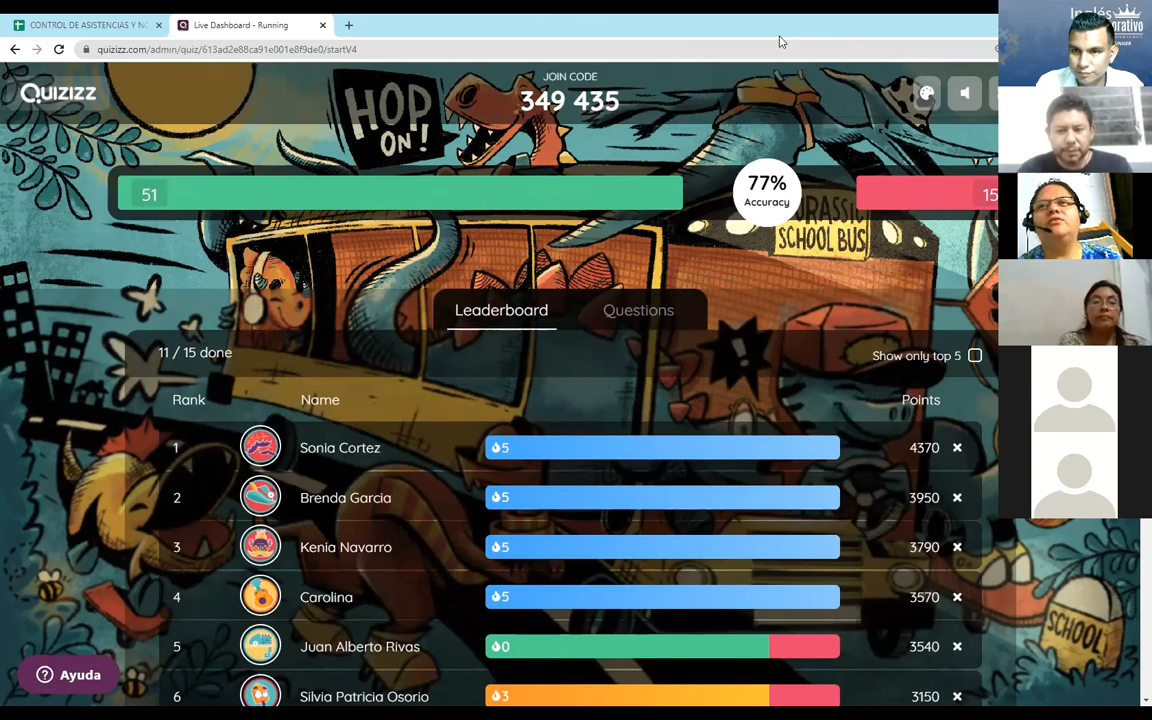 CONTROL DE ASISTENCIAS Y NO
Live Dashboard - Running
quizizz.com/admin/quiz/613ad2e88ca91e001e8f9de0/startV4
Inglés
Quizizz
HOP
ON!
JOIN CODE
349 435
51
77%
Accuracy
15
JURASSIC
SCHOOL BUS
Leaderboard
Questions
11 / 15 done
Show only top 5
Rank Name Points
1 Sonia Cortez 5 4370
2 Brenda Garcia 5 3950
3 Kenia Navarro 5 3790
4 Carolina 5 3570
5 Juan Alberto Rivas 0 3540
6 Silvia Patricia Osorio 3 3150
SCHOOL
Ayuda